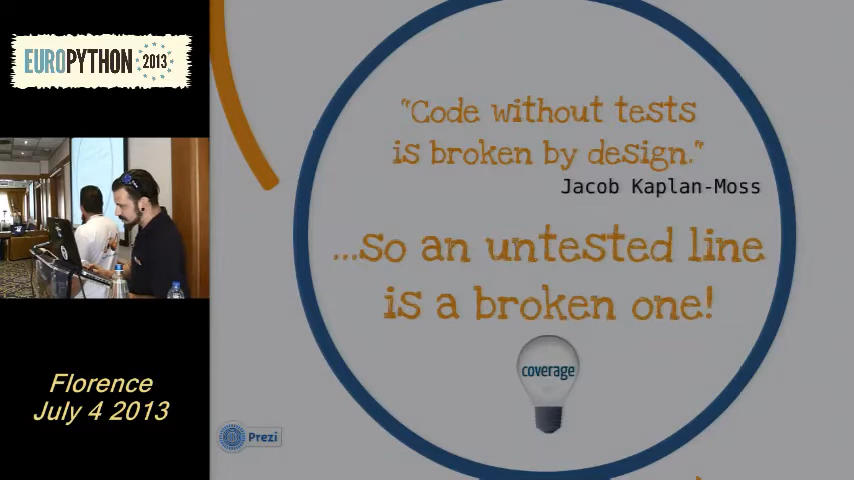 EUROPYTHON 2013
Florence
July 4 2013
"Code without tests
is broken by design."
Jacob Kaplan-Moss
...so an untested line
is a broken one!
coverage
Prezi